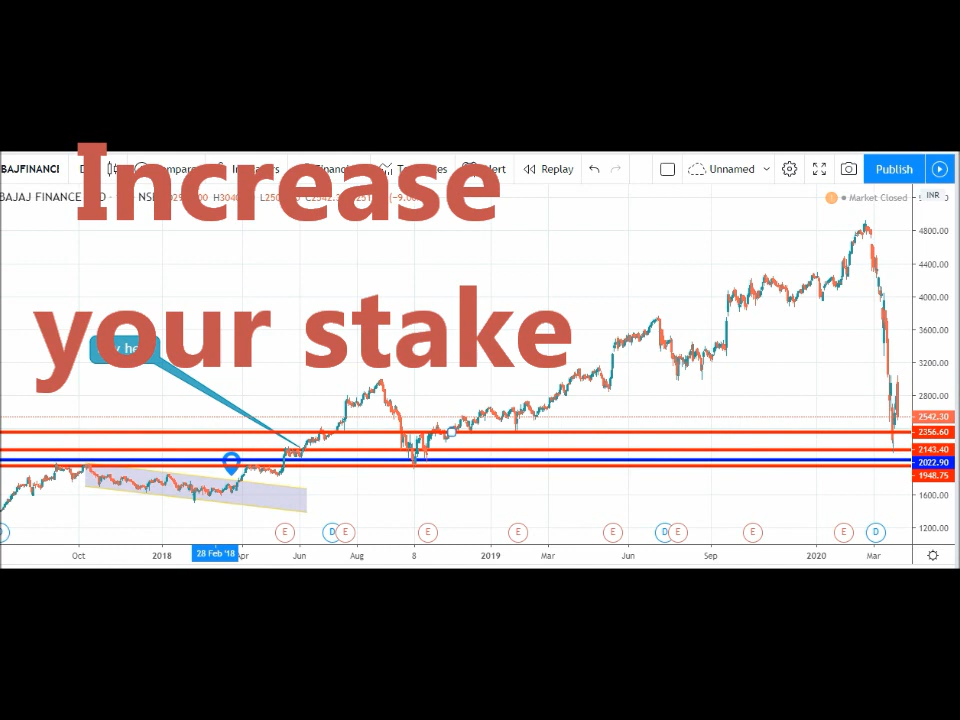 Increase
your stake
BAJFINANCI
Replay
Unnamed
Publish
BAJAJ FINANCE
Market Closed
INR
4800.00
4400.00
4000.00
3600.00
3200.00
2800.00
2542.30
2356.60
2143.40
2022.90
1948.75
1600.00
1200.00
E D E E E E D E E E D
Oct 2018 28 Feb '18 Apr Jun Aug 8 2019 Mar Jun Sep 2020 Mar